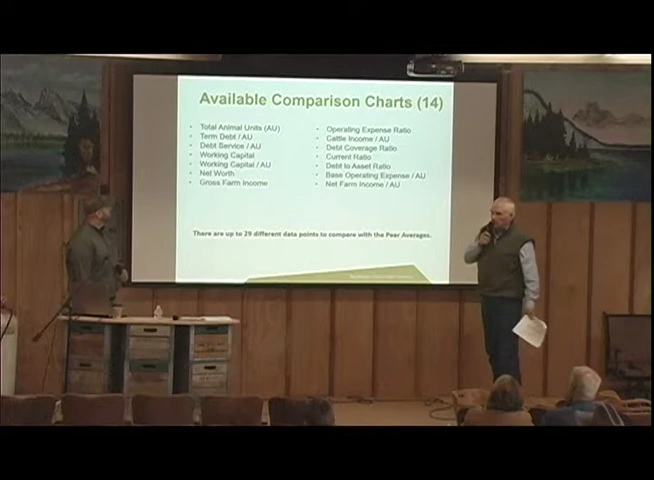 Available Comparison Charts (14)
• Total Animal Units (AU)
• Term Debt / AU
• Debt Service / AU
• Working Capital
• Working Capital / AU
• Net Worth
• Gross Farm Income
• Operating Expense Ratio
• Cattle Income / AU
• Debt Coverage Ratio
• Current Ratio
• Debt to Asset Ratio
• Base Operating Expense / AU
• Net Farm Income / AU
There are up to 29 different data points to compare with the Peer Averages.